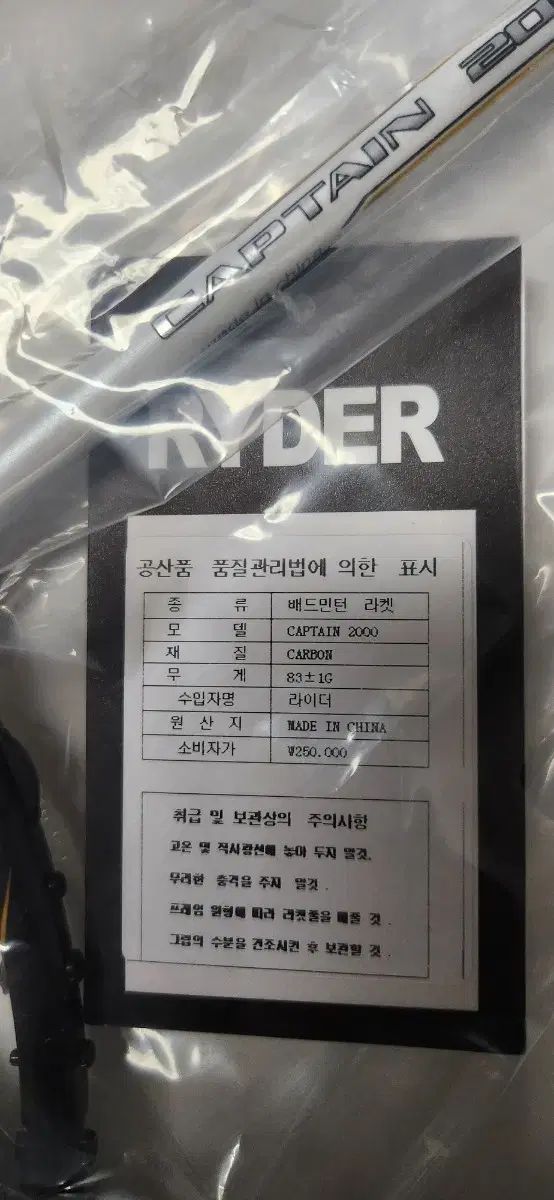 CAPTAIN 20
made in china
RYDER
공산품 품질관리법에 의한 표시
종 류 배드민턴 라켓
모 델 CAPTAIN 2000
재 질 CARBON
무 게 83±1G
수입자명 라이더
원 산 지 MADE IN CHINA
소비자가 ₩250.000
취급 및 보관상의 주의사항
고온 및 직사광선에 놓아 두지 말것.
무리한 충격을 주지 말것.
프레임 원형에 따라 라켓줄을 매줄 것.
그립의 수분을 건조시킨 후 보관할 것.